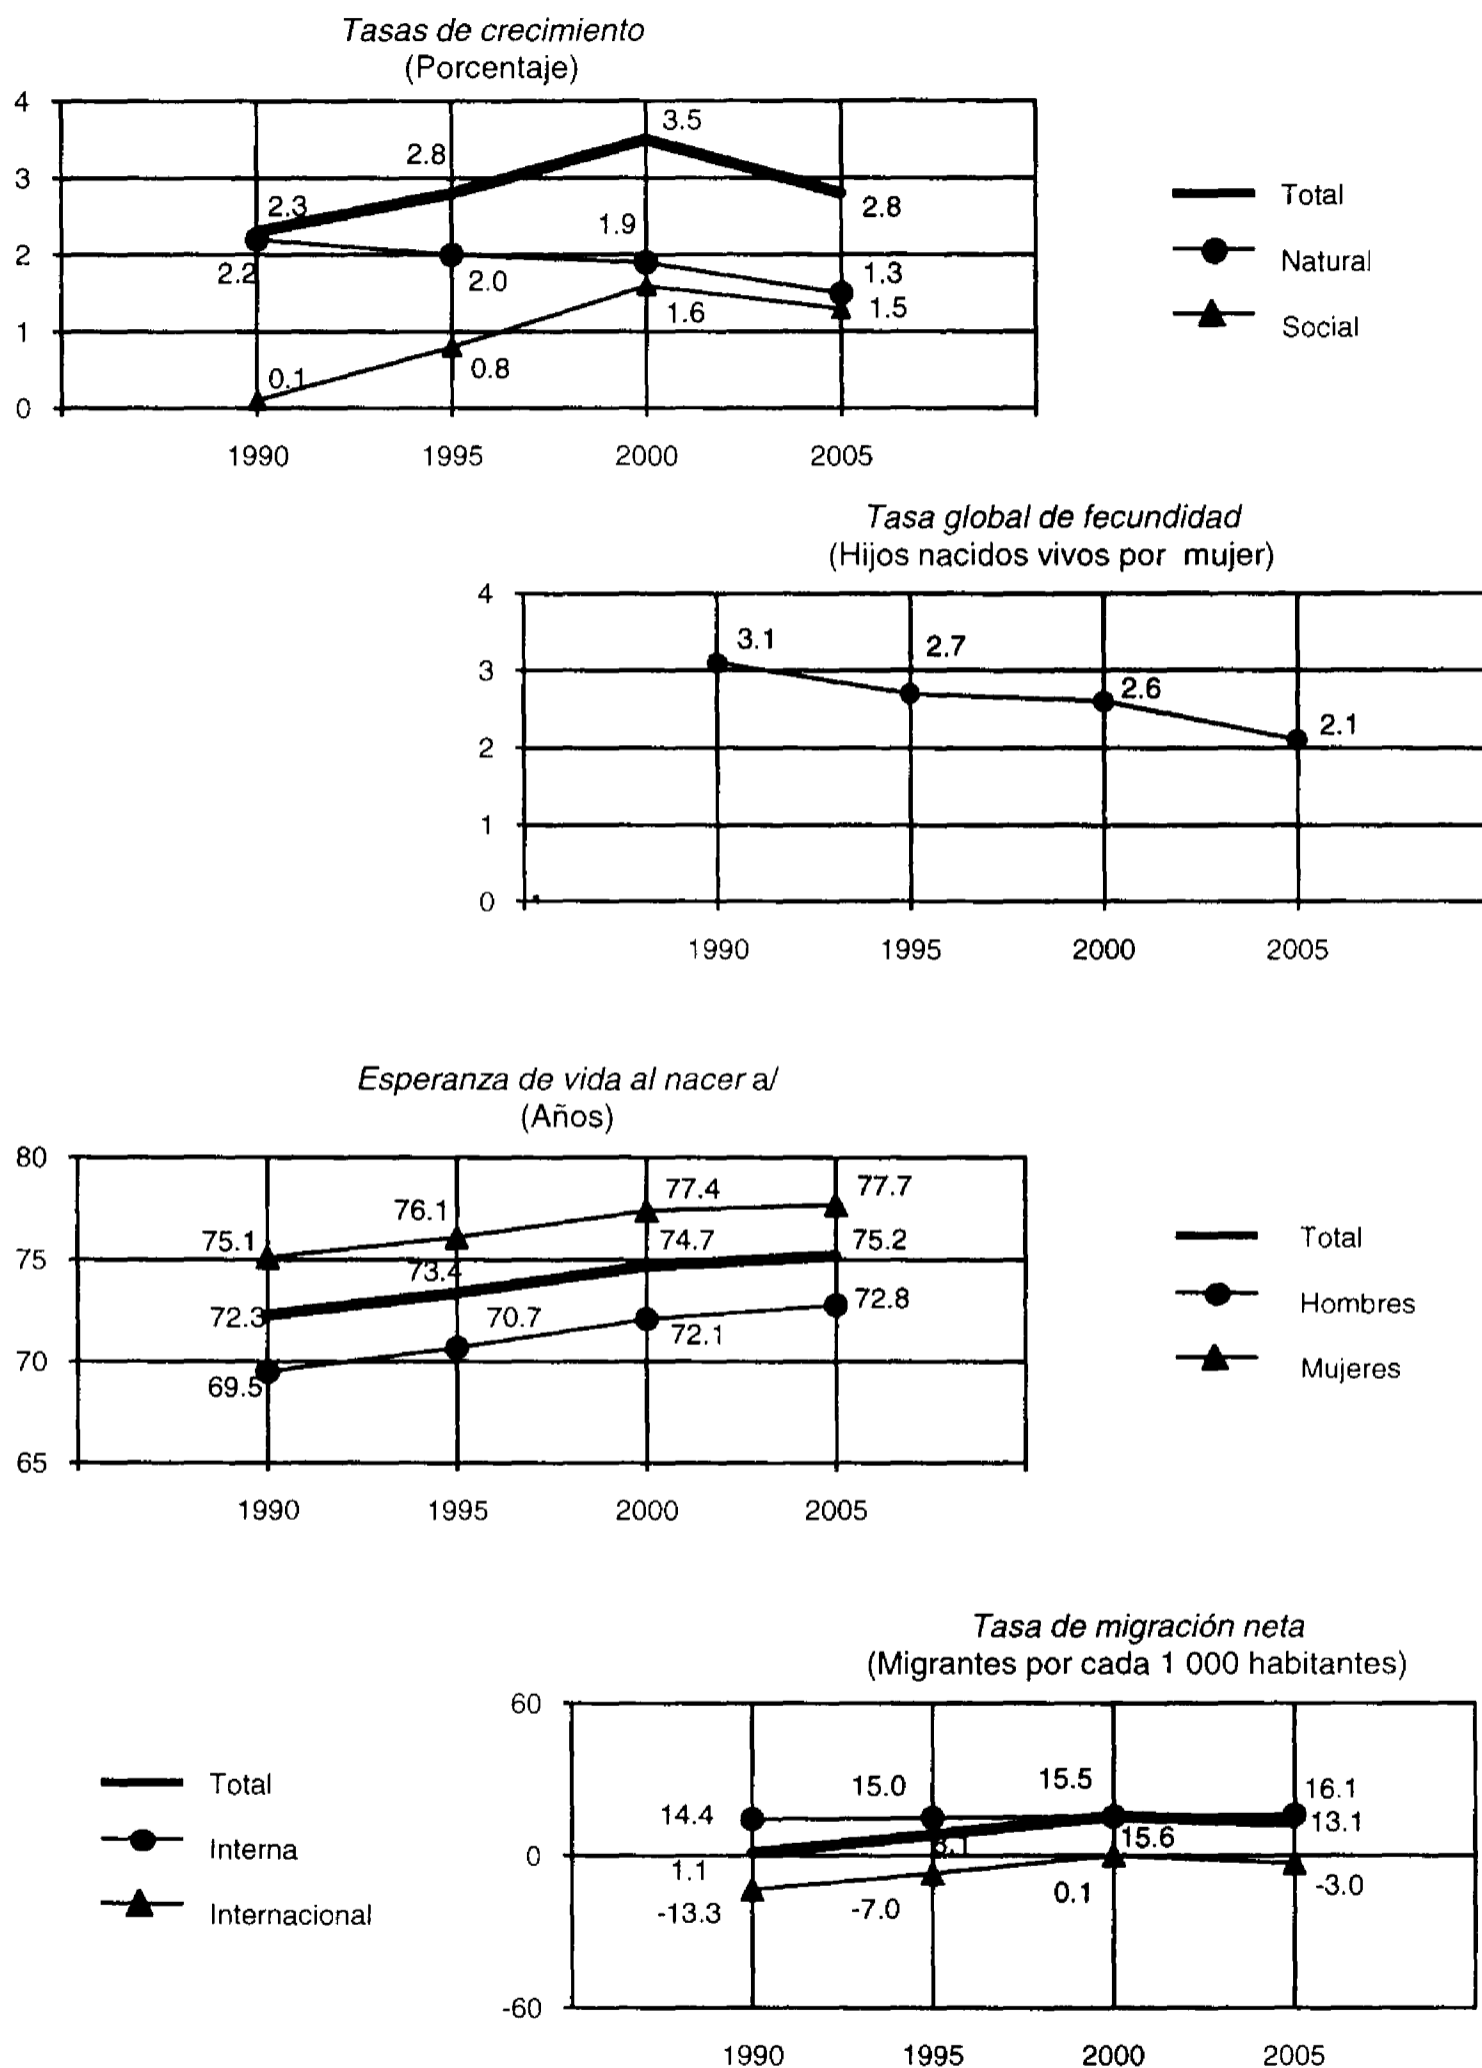 Tasas de crecimiento
(Porcentaje)
4
3
2
1
0
2.3
2.8
3.5
2.8
2.2
2.0
1.9
1.3
0.1
0.8
1.6
1.5
1990 1995 2000 2005
Total
Natural
Social
Tasa global de fecundidad
(Hijos nacidos vivos por mujer)
4
3
2
1
0
3.1
2.7
2.6
2.1
1990 1995 2000 2005
Esperanza de vida al nacer a/
(Años)
80
75
70
65
75.1
76.1
77.4
77.7
72.3
73.4
74.7
75.2
69.5
70.7
72.1
72.8
1990 1995 2000 2005
Total
Hombres
Mujeres
Tasa de migración neta
(Migrantes por cada 1 000 habitantes)
60
0
-60
14.4
15.0
15.5
16.1
1.1
8.1
15.6
13.1
-13.3
-7.0
0.1
-3.0
1990 1995 2000 2005
Total
Interna
Internacional